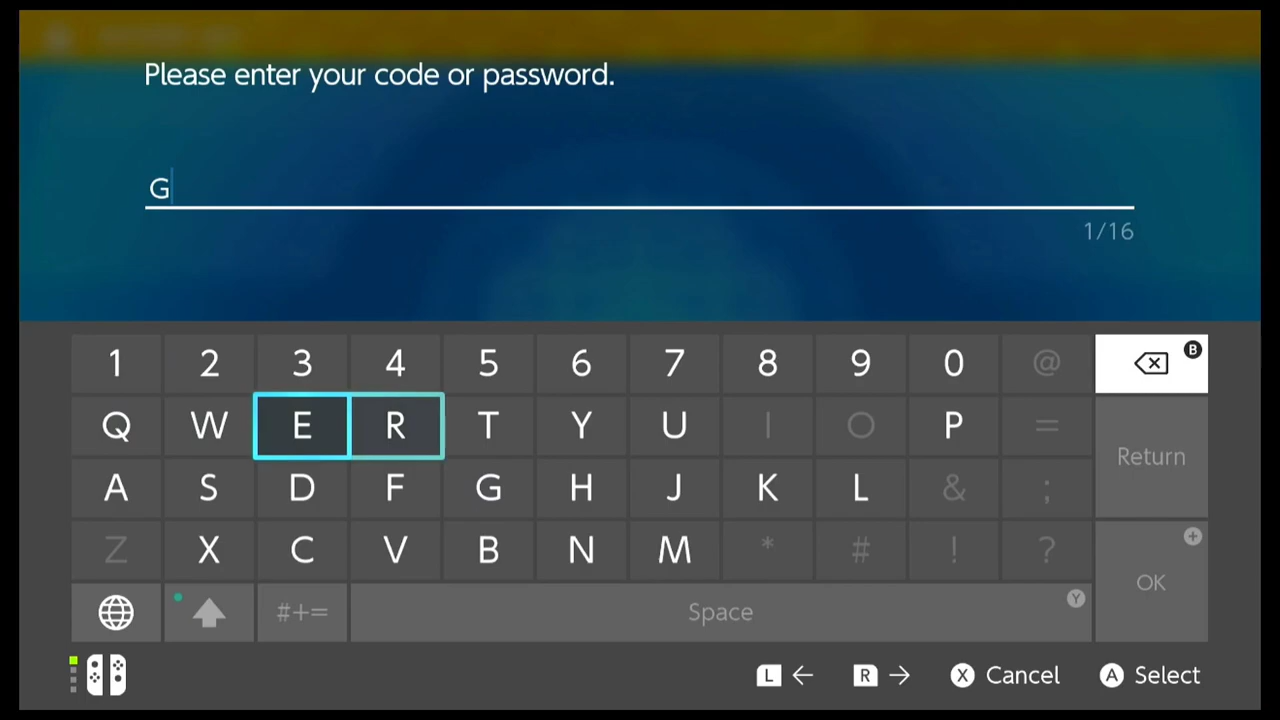 Please enter your code or password.
G
1/16
1 2 3 4 5 6 7 8 9 0 @ B
Q W E R T Y U I O P =
Return
A S D F G H J K L & ;
Z X C V B N M * # ! ? +
OK
#+= Space Y
L ← R → X Cancel A Select